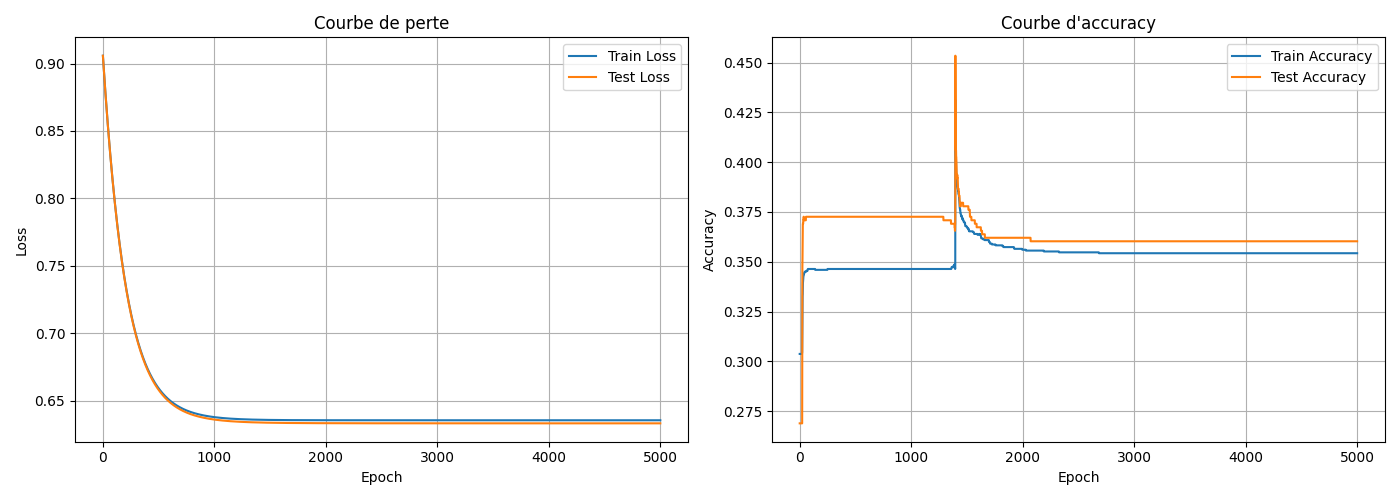 Courbe de perte
Train Loss
Test Loss
0.90
0.85
0.80
0.75
0.70
0.65
Loss
0
1000
2000
3000
4000
5000
Epoch
Courbe d'accuracy
Train Accuracy
Test Accuracy
0.450
0.425
0.400
0.375
0.350
0.325
0.300
0.275
Accuracy
0
1000
2000
3000
4000
5000
Epoch